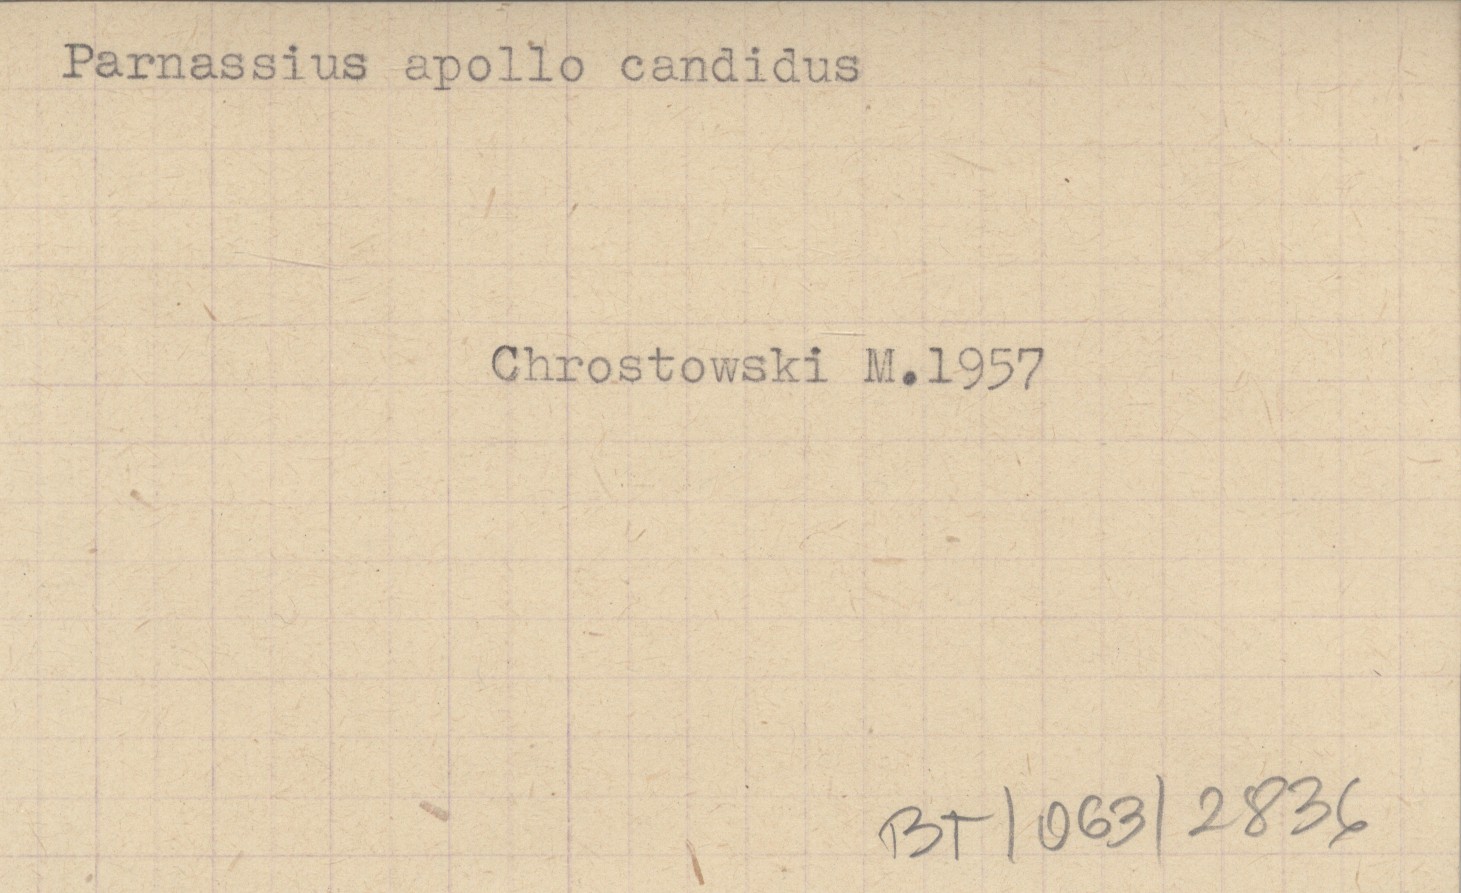 Parnassius apollo candidus
Chrostowski M.1957
BT|063|2836